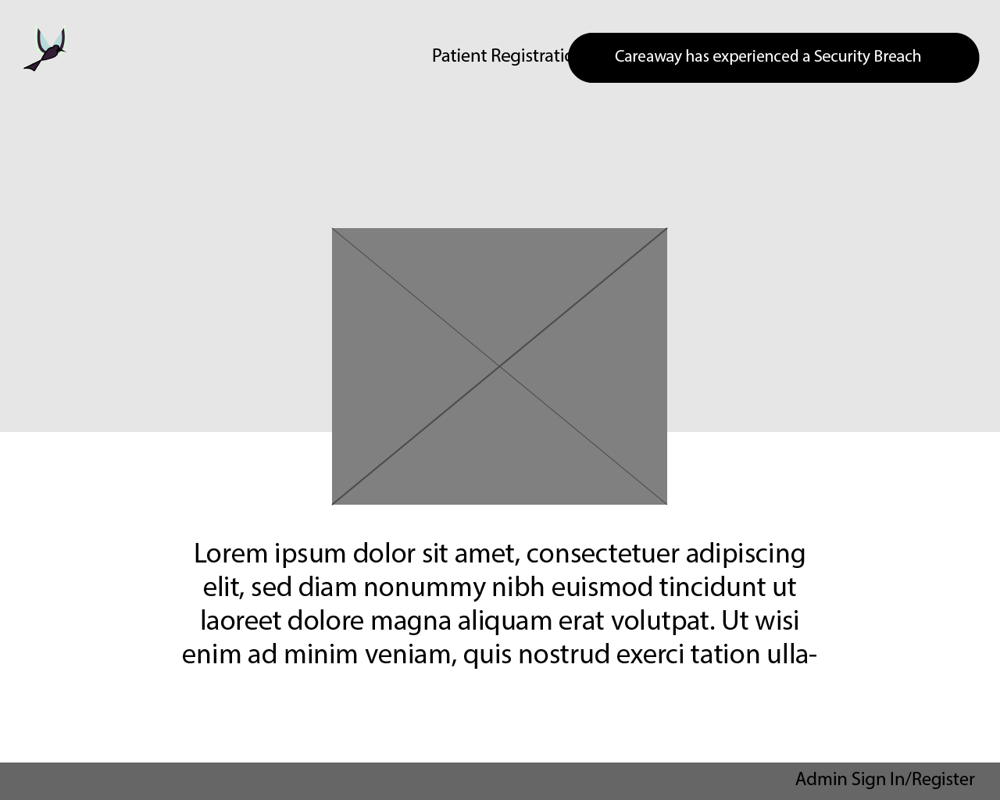 Patient Registratio
Careaway has experienced a Security Breach
Lorem ipsum dolor sit amet, consectetuer adipiscing
elit, sed diam nonummy nibh euismod tincidunt ut
laoreet dolore magna aliquam erat volutpat. Ut wisi
enim ad minim veniam, quis nostrud exerci tation ulla-
Admin Sign In/Register